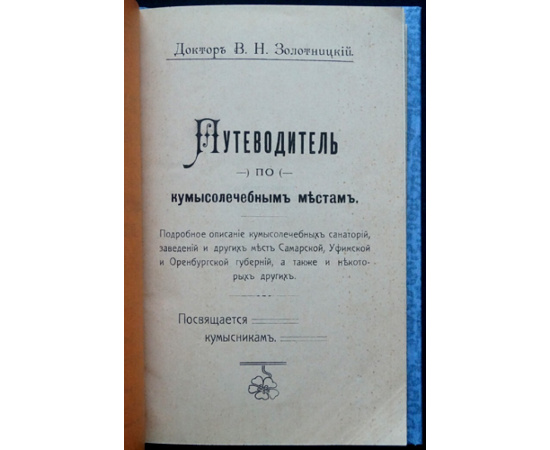 Докторъ В. Н. Золотницкій.
Путеводитель
—) ПО (—
кумысолечебнымъ мѣстамъ.
Подробное описаніе кумысолечебныхъ санаторій,
заведеній и другихъ мѣстъ Самарской, Уфимской
и Оренбургской губерній, а также и нѣкото-
рыхъ другихъ.
Посвящается
кумысникамъ.